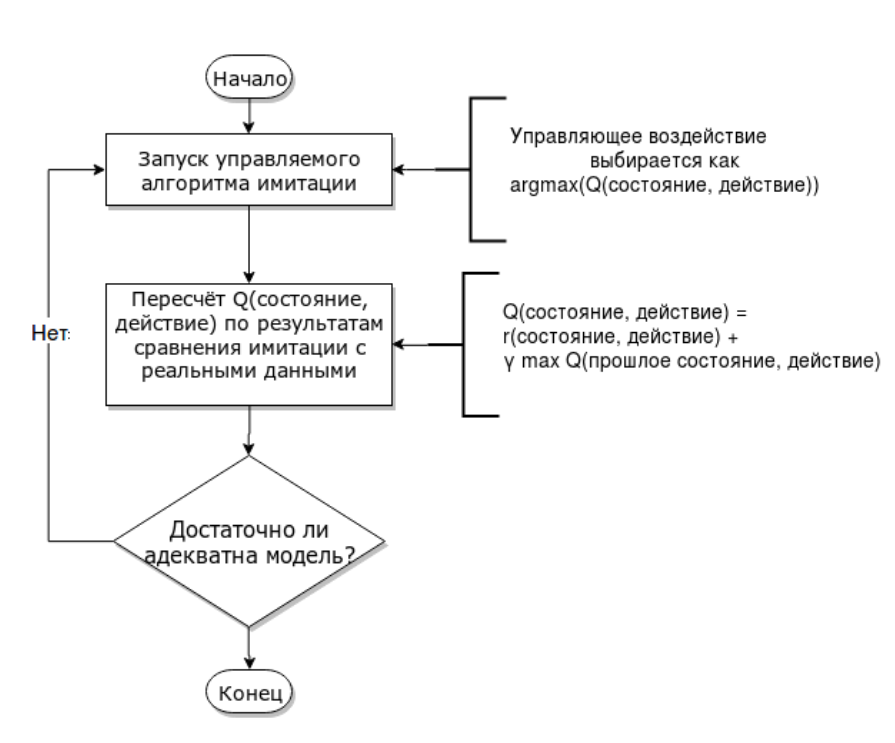 Начало
Запуск управляемого
алгоритма имитации
Управляющее воздействие
выбирается как
argmax(Q(состояние, действие))
Пересчёт Q(состояние,
действие) по результатам
сравнения имитации с
реальными данными
Q(состояние, действие) =
r(состояние, действие) +
γ max Q(прошлое состояние, действие)
Нет
Достаточно ли
адекватна модель?
Конец